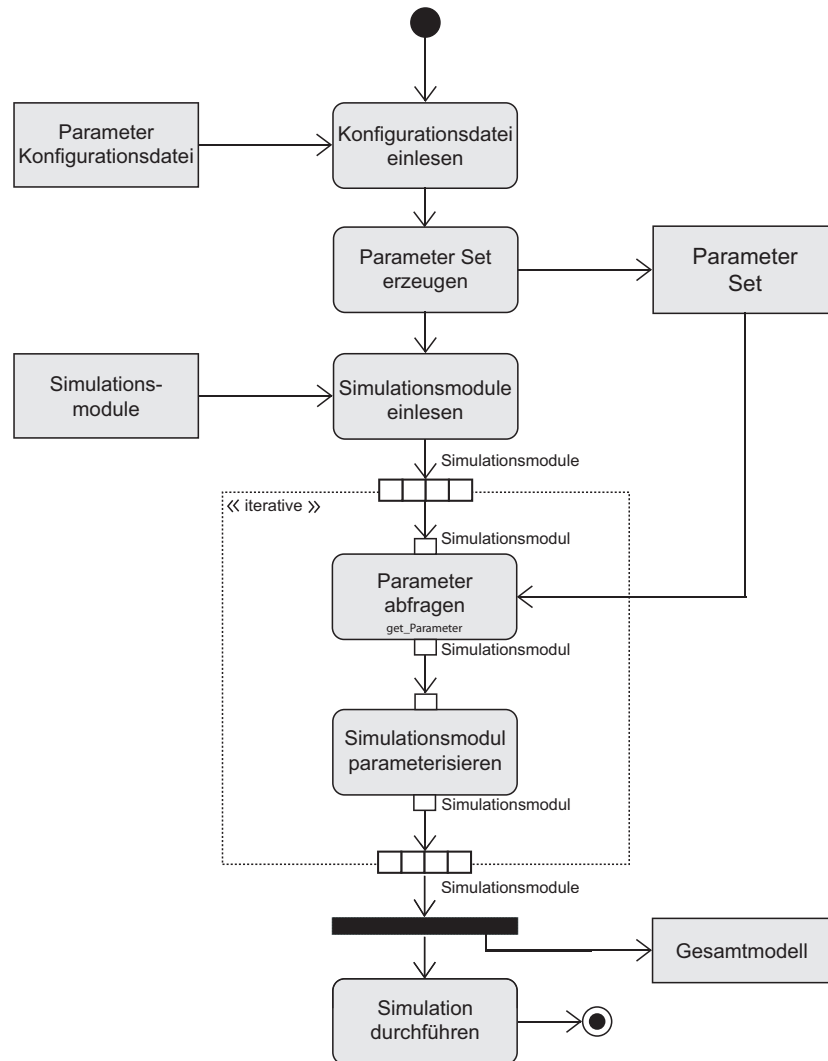 Parameter
Konfigurationsdatei
Konfigurationsdatei
einlesen
Parameter Set
erzeugen
Parameter
Set
Simulations-
module
Simulationsmodule
einlesen
Simulationsmodule
« iterative »
Simulationsmodul
Parameter
abfragen
get_Parameter
Simulationsmodul
Simulationsmodul
parameterisieren
Simulationsmodul
Simulationsmodule
Gesamtmodell
Simulation
durchführen